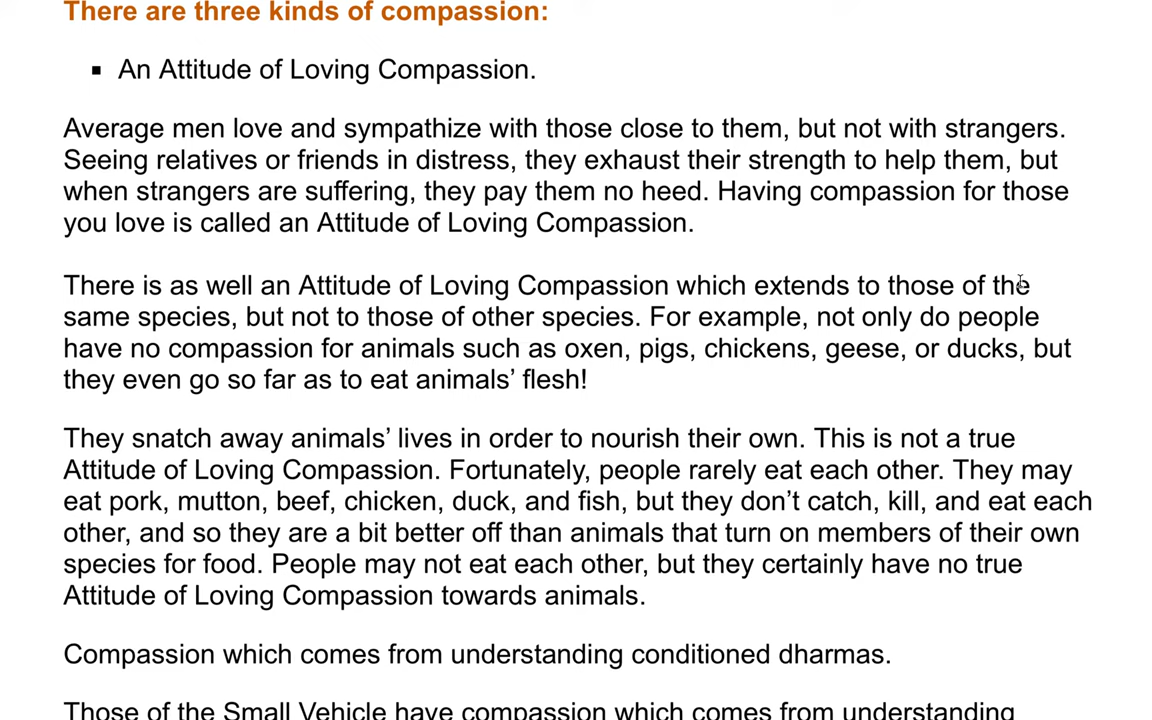 There are three kinds of compassion:
▪ An Attitude of Loving Compassion.
Average men love and sympathize with those close to them, but not with strangers.
Seeing relatives or friends in distress, they exhaust their strength to help them, but
when strangers are suffering, they pay them no heed. Having compassion for those
you love is called an Attitude of Loving Compassion.
There is as well an Attitude of Loving Compassion which extends to those of the
same species, but not to those of other species. For example, not only do people
have no compassion for animals such as oxen, pigs, chickens, geese, or ducks, but
they even go so far as to eat animals’ flesh!
They snatch away animals’ lives in order to nourish their own. This is not a true
Attitude of Loving Compassion. Fortunately, people rarely eat each other. They may
eat pork, mutton, beef, chicken, duck, and fish, but they don’t catch, kill, and eat each
other, and so they are a bit better off than animals that turn on members of their own
species for food. People may not eat each other, but they certainly have no true
Attitude of Loving Compassion towards animals.
Compassion which comes from understanding conditioned dharmas.
Those of the Small Vehicle have compassion which comes from understanding